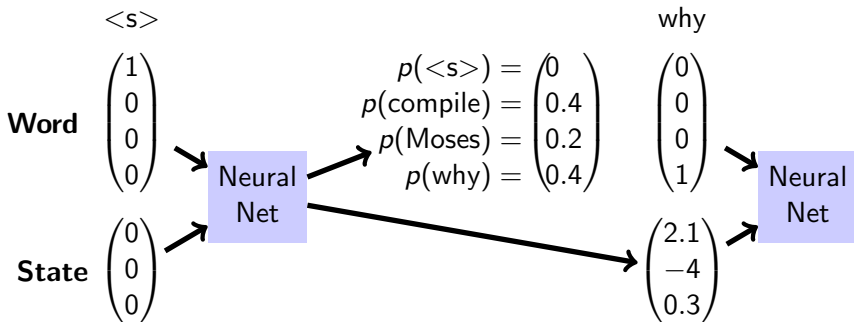 <s> why
1 p(<s>) = 0 0
0 p(compile) = 0.4 0
Word 0 p(Moses) = 0.2 0
0 p(why) = 0.4 1
Neural Net Neural Net
0 2.1
State 0 −4
0 0.3